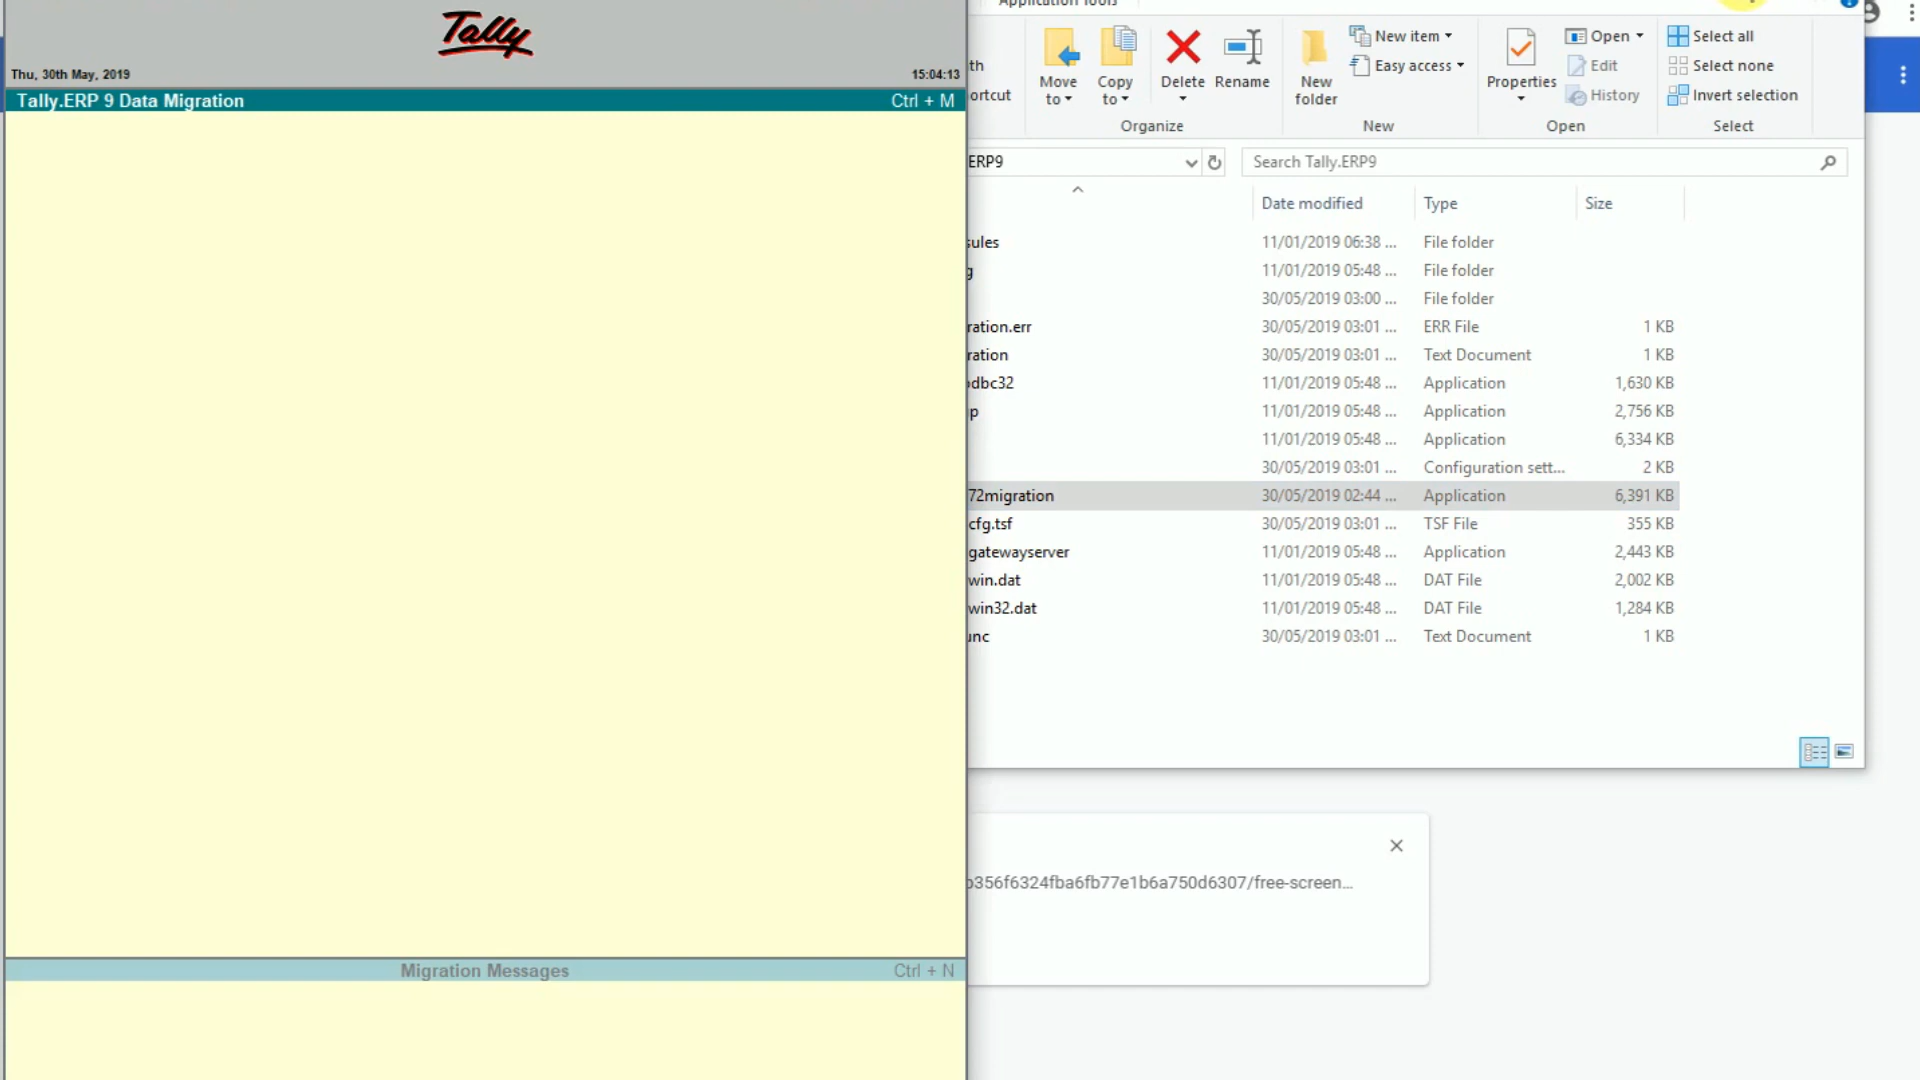 Tally
Thu, 30th May, 2019 15:04:13
Tally.ERP 9 Data Migration Ctrl + M
Migration Messages Ctrl + N
Application Tools
Move to
Copy to
Delete
Rename
New folder
New item
Easy access
Properties
Open
Edit
History
Select all
Select none
Invert selection
Organize New Open Select
ERP9 Search Tally.ERP9
Date modified Type Size
11/01/2019 06:38 ... File folder
11/01/2019 05:48 ... File folder
30/05/2019 03:00 ... File folder
ration.err 30/05/2019 03:01 ... ERR File 1 KB
ration 30/05/2019 03:01 ... Text Document 1 KB
odbc32 11/01/2019 05:48 ... Application 1,630 KB
11/01/2019 05:48 ... Application 2,756 KB
11/01/2019 05:48 ... Application 6,334 KB
30/05/2019 03:01 ... Configuration sett... 2 KB
72migration 30/05/2019 02:44 ... Application 6,391 KB
cfg.tsf 30/05/2019 03:01 ... TSF File 355 KB
gatewayserver 11/01/2019 05:48 ... Application 2,443 KB
win.dat 11/01/2019 05:48 ... DAT File 2,002 KB
win32.dat 11/01/2019 05:48 ... DAT File 1,284 KB
30/05/2019 03:01 ... Text Document 1 KB
b356f6324fba6fb77e1b6a750d6307/free-screen...